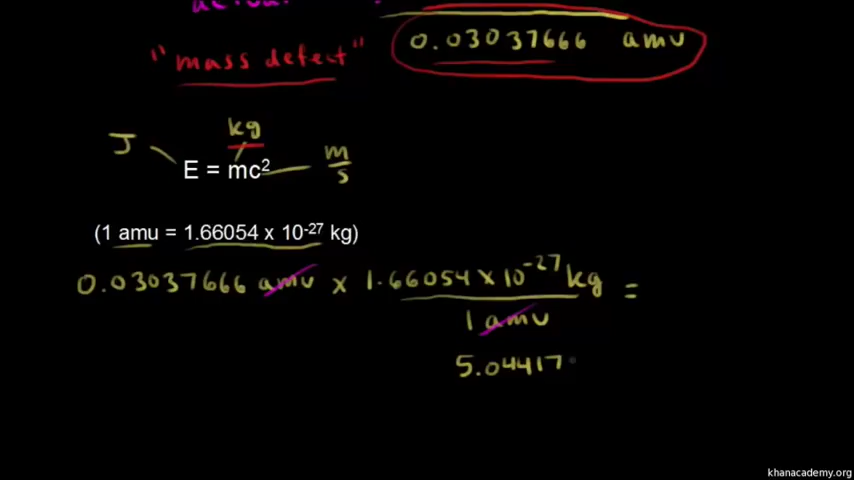 "mass defect" 0.03037666 amu
kg
J
m
s
E = mc²
(1 amu = 1.66054 x 10⁻²⁷ kg)
0.03037666 amu x 1.66054 x 10⁻²⁷ kg =
1 amu
5.04417
khanacademy.org